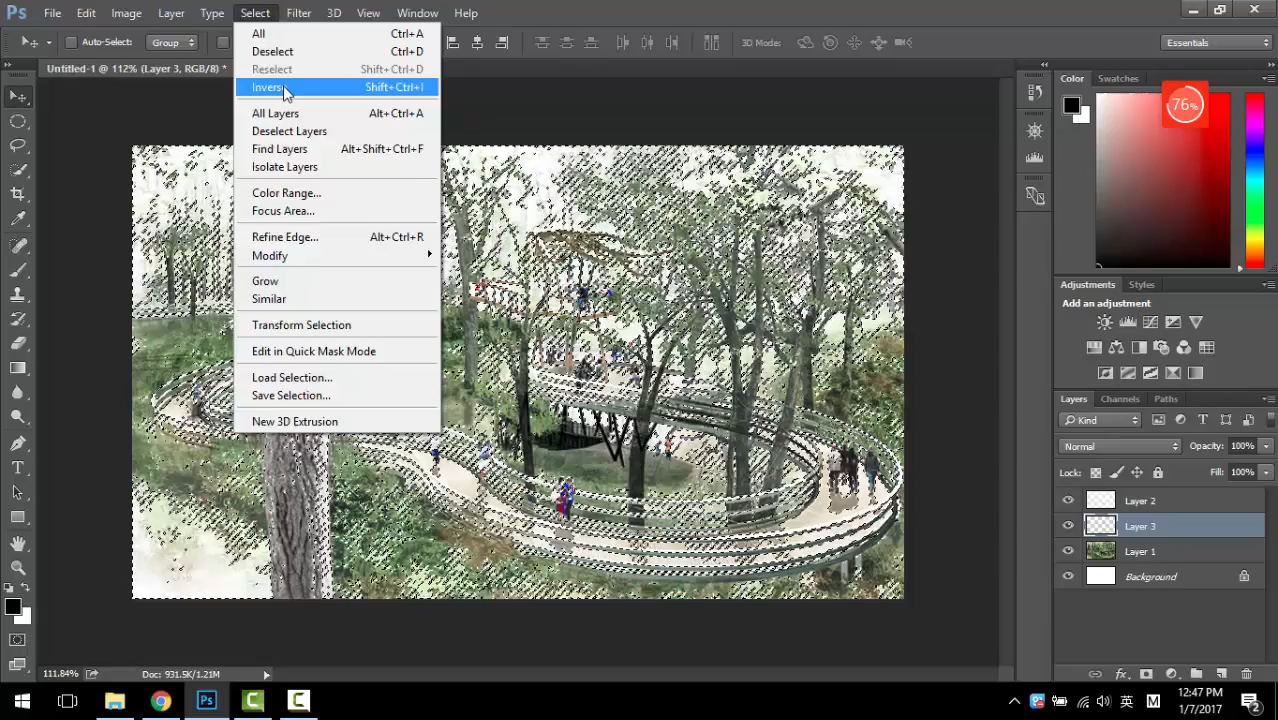 Ps File Edit Image Layer Type Select Filter 3D View Window Help
Auto-Select: Group 3D Mode: Essentials
Untitled-1 @ 112% (Layer 3, RGB/8) *
All Ctrl+A
Deselect Ctrl+D
Reselect Shift+Ctrl+D
Inverse Shift+Ctrl+I
All Layers Alt+Ctrl+A
Deselect Layers
Find Layers Alt+Shift+Ctrl+F
Isolate Layers
Color Range...
Focus Area...
Refine Edge... Alt+Ctrl+R
Modify
Grow
Similar
Transform Selection
Edit in Quick Mask Mode
Load Selection...
Save Selection...
New 3D Extrusion
Color Swatches
76%
Adjustments Styles
Add an adjustment
Layers Channels Paths
Kind
Normal Opacity: 100%
Lock: Fill: 100%
Layer 2
Layer 3
Layer 1
Background
111.84% Doc: 931.5K/1.21M
Ps 英 M 12:47 PM
1/7/2017 2